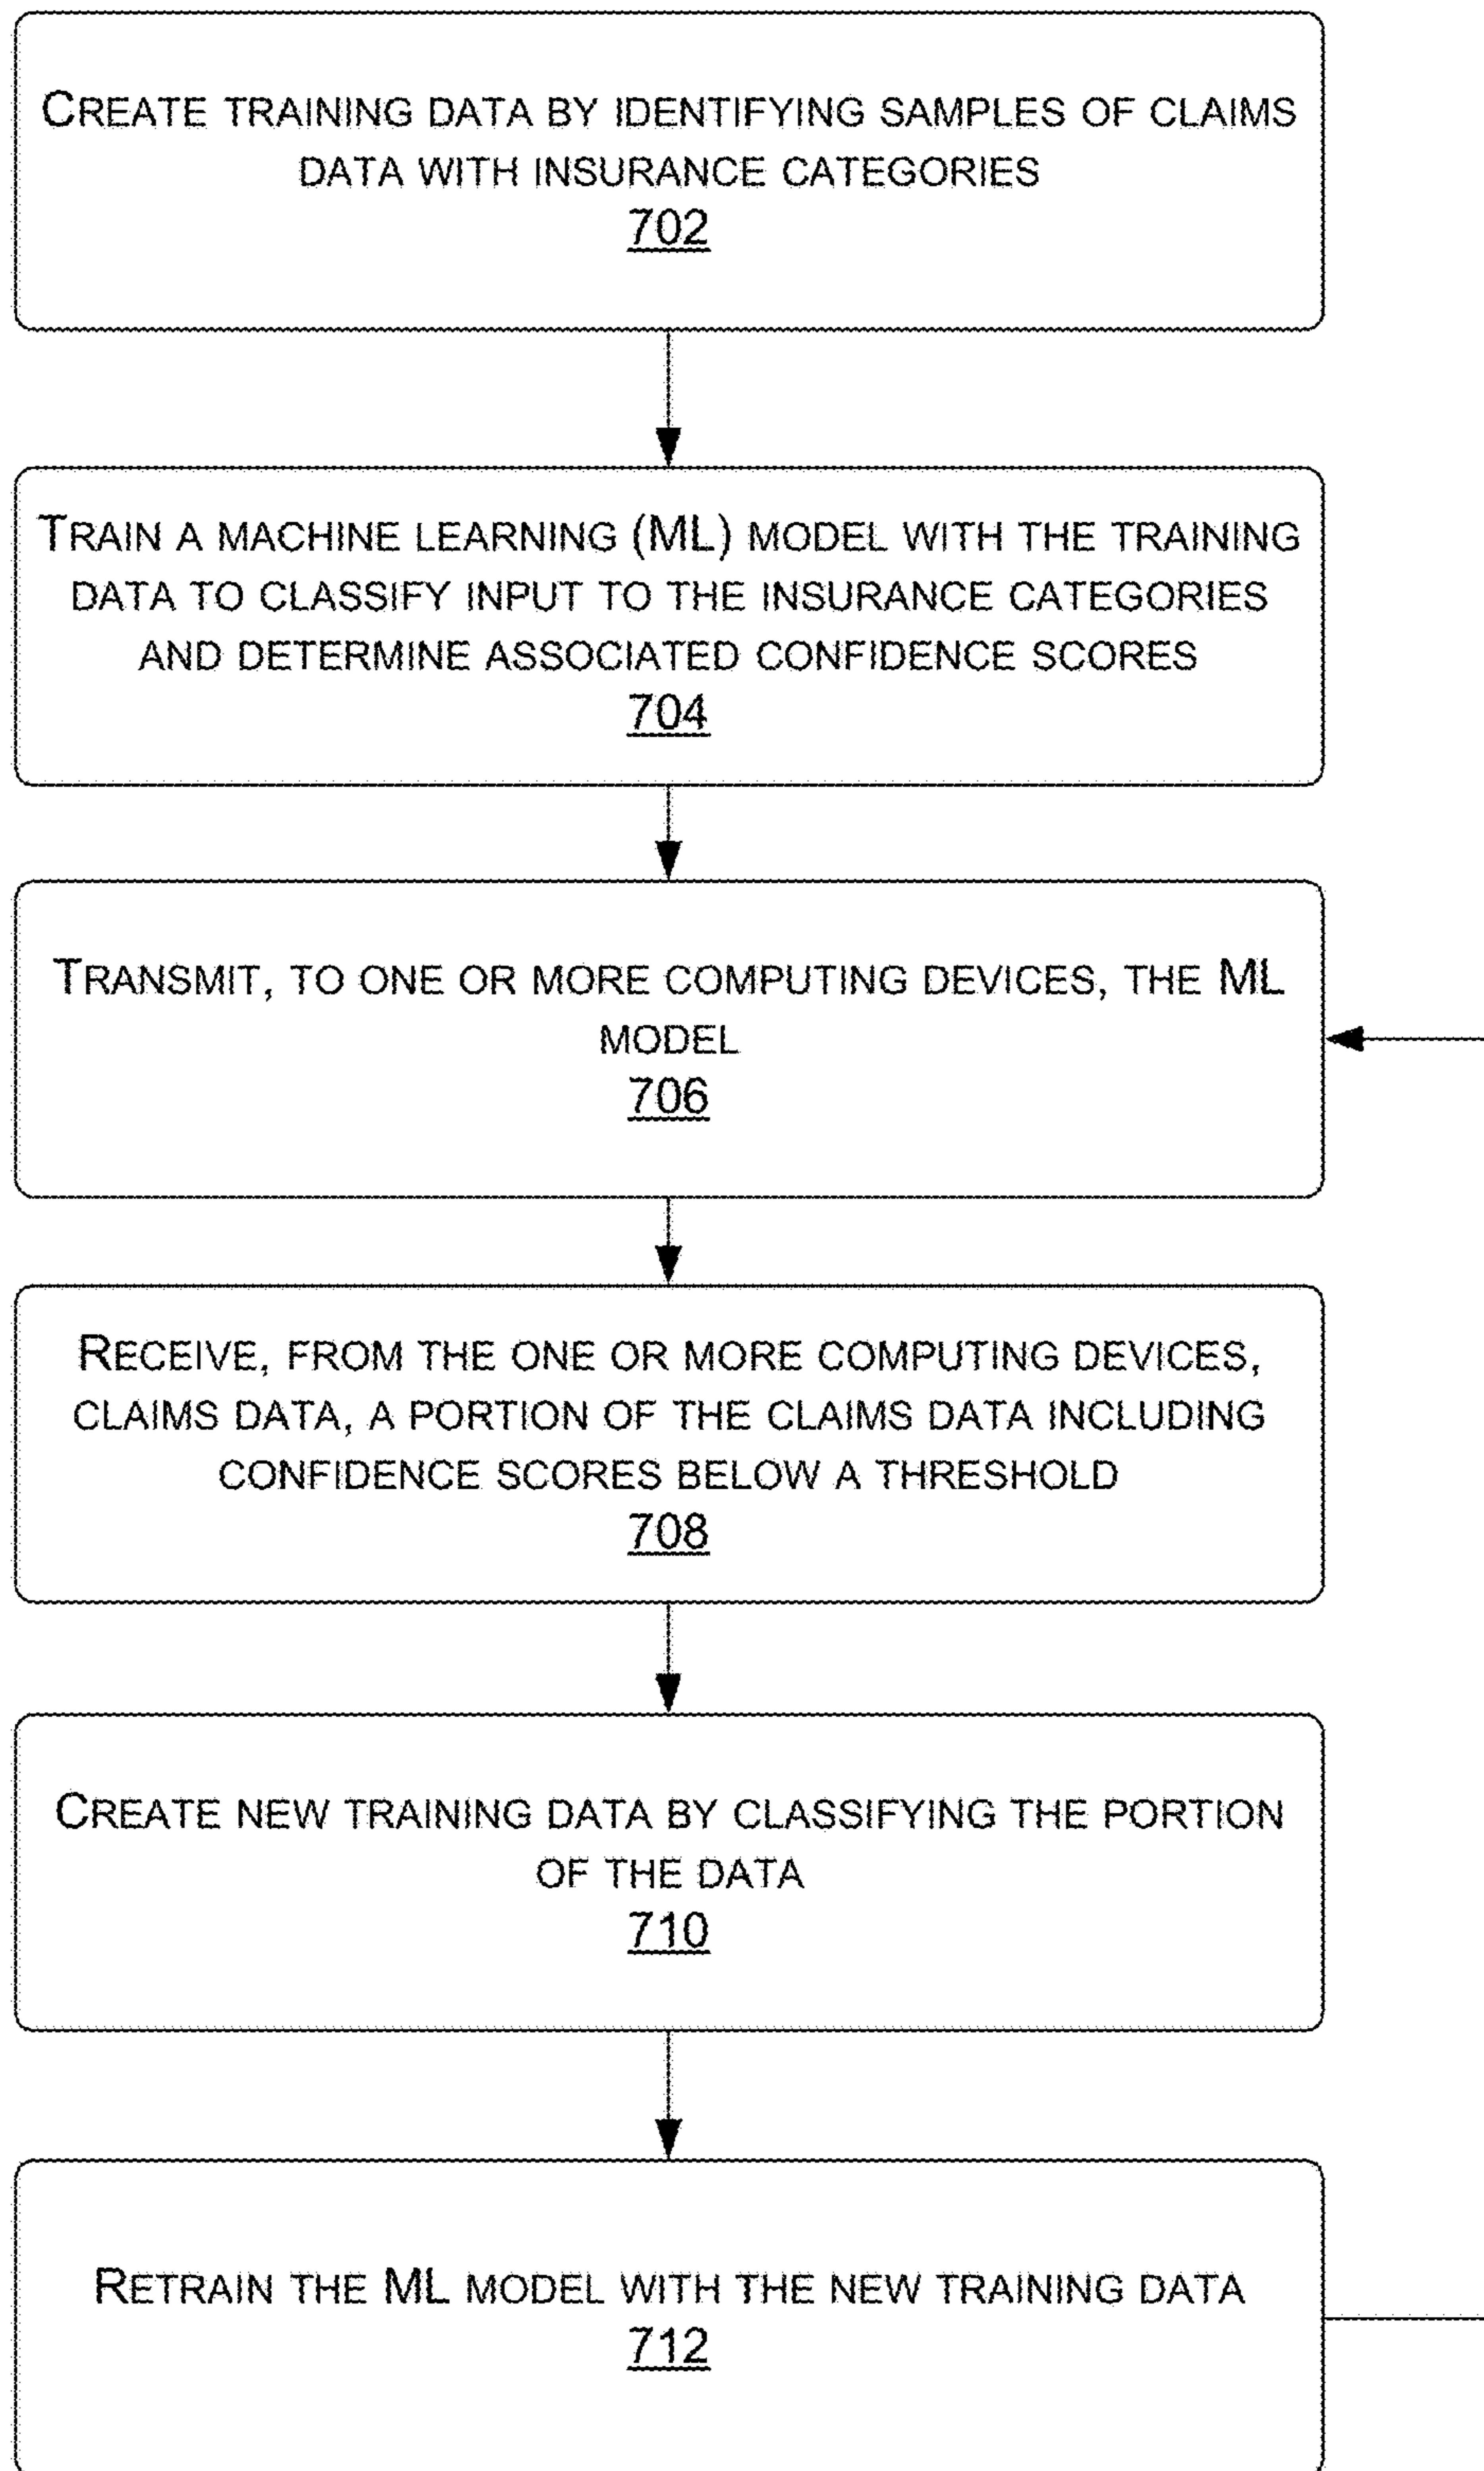 CREATE TRAINING DATA BY IDENTIFYING SAMPLES OF CLAIMS
DATA WITH INSURANCE CATEGORIES
702
TRAIN A MACHINE LEARNING (ML) MODEL WITH THE TRAINING
DATA TO CLASSIFY INPUT TO THE INSURANCE CATEGORIES
AND DETERMINE ASSOCIATED CONFIDENCE SCORES
704
TRANSMIT, TO ONE OR MORE COMPUTING DEVICES, THE ML
MODEL
706
RECEIVE, FROM THE ONE OR MORE COMPUTING DEVICES,
CLAIMS DATA, A PORTION OF THE CLAIMS DATA INCLUDING
CONFIDENCE SCORES BELOW A THRESHOLD
708
CREATE NEW TRAINING DATA BY CLASSIFYING THE PORTION
OF THE DATA
710
RETRAIN THE ML MODEL WITH THE NEW TRAINING DATA
712